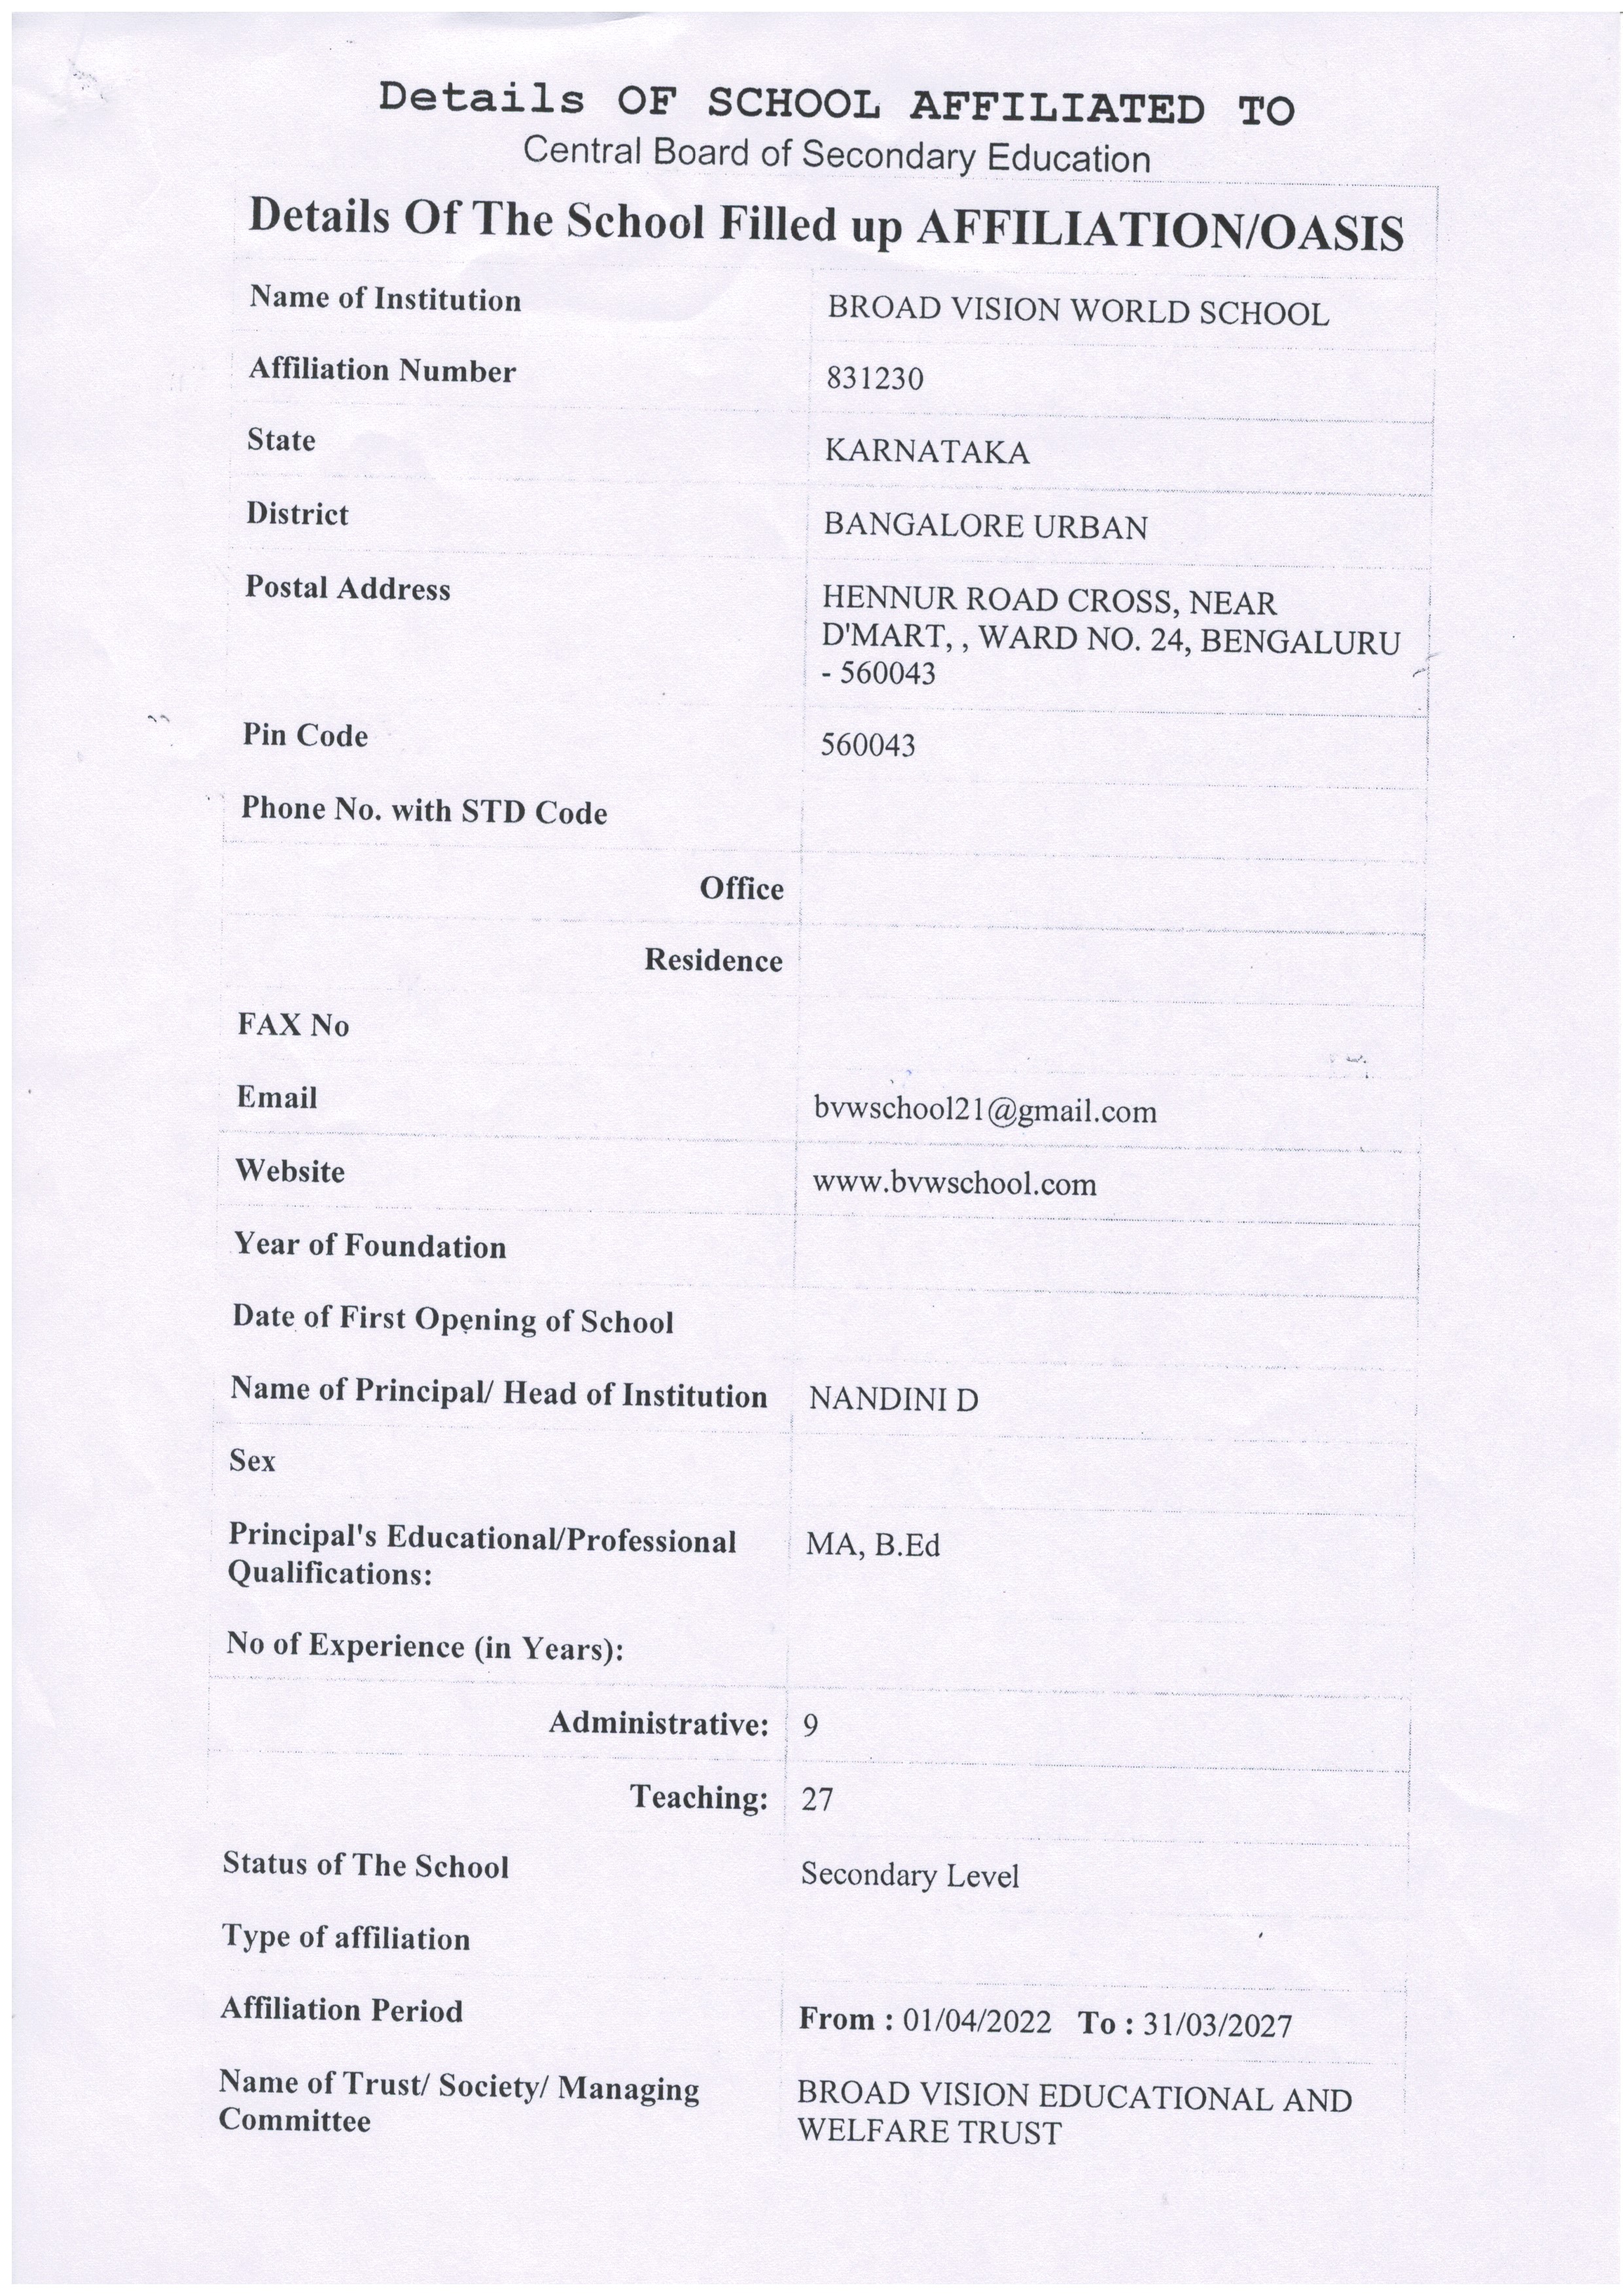 Details OF SCHOOL AFFILIATED TO
Central Board of Secondary Education
Details Of The School Filled up AFFILIATION/OASIS
Name of Institution BROAD VISION WORLD SCHOOL
Affiliation Number 831230
State KARNATAKA
District BANGALORE URBAN
Postal Address HENNUR ROAD CROSS, NEAR
D'MART, , WARD NO. 24, BENGALURU
- 560043
Pin Code 560043
Phone No. with STD Code
Office
Residence
FAX No
Email bvwschool21@gmail.com
Website www.bvwschool.com
Year of Foundation
Date of First Opening of School
Name of Principal/ Head of Institution NANDINI D
Sex
Principal's Educational/Professional MA, B.Ed
Qualifications:
No of Experience (in Years):
Administrative: 9
Teaching: 27
Status of The School Secondary Level
Type of affiliation
Affiliation Period From : 01/04/2022 To : 31/03/2027
Name of Trust/ Society/ Managing BROAD VISION EDUCATIONAL AND
Committee WELFARE TRUST